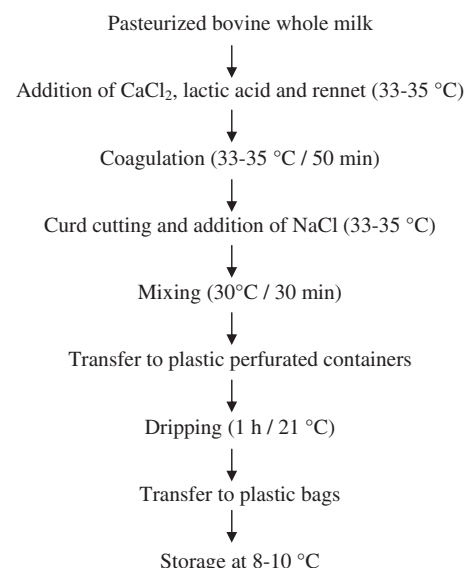 Pasteurized bovine whole milk
Addition of CaCl₂, lactic acid and rennet (33-35 °C)
Coagulation (33-35 °C / 50 min)
Curd cutting and addition of NaCl (33-35 °C)
Mixing (30°C / 30 min)
Transfer to plastic perfurated containers
Dripping (1 h / 21 °C)
Transfer to plastic bags
Storage at 8-10 °C